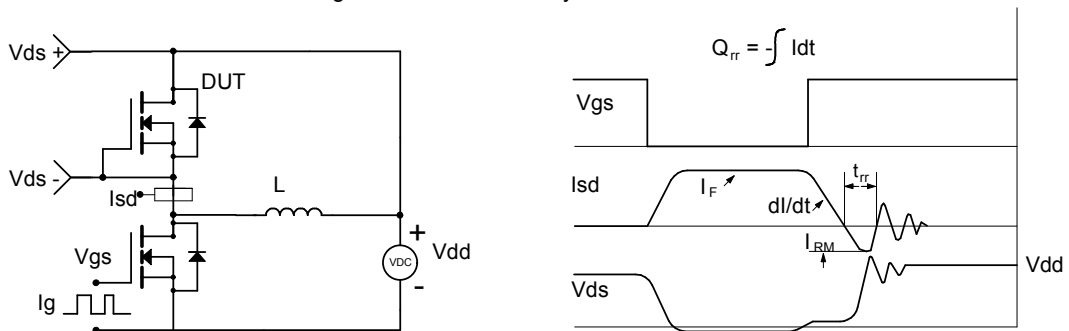 Vds +
DUT
Vds -
Isd
L
Vgs
Ig
+
VDC
-
Vdd
Qrr = -∫ Idt
Vgs
Isd
IF
dI/dt
trr
IRM
Vds
Vdd